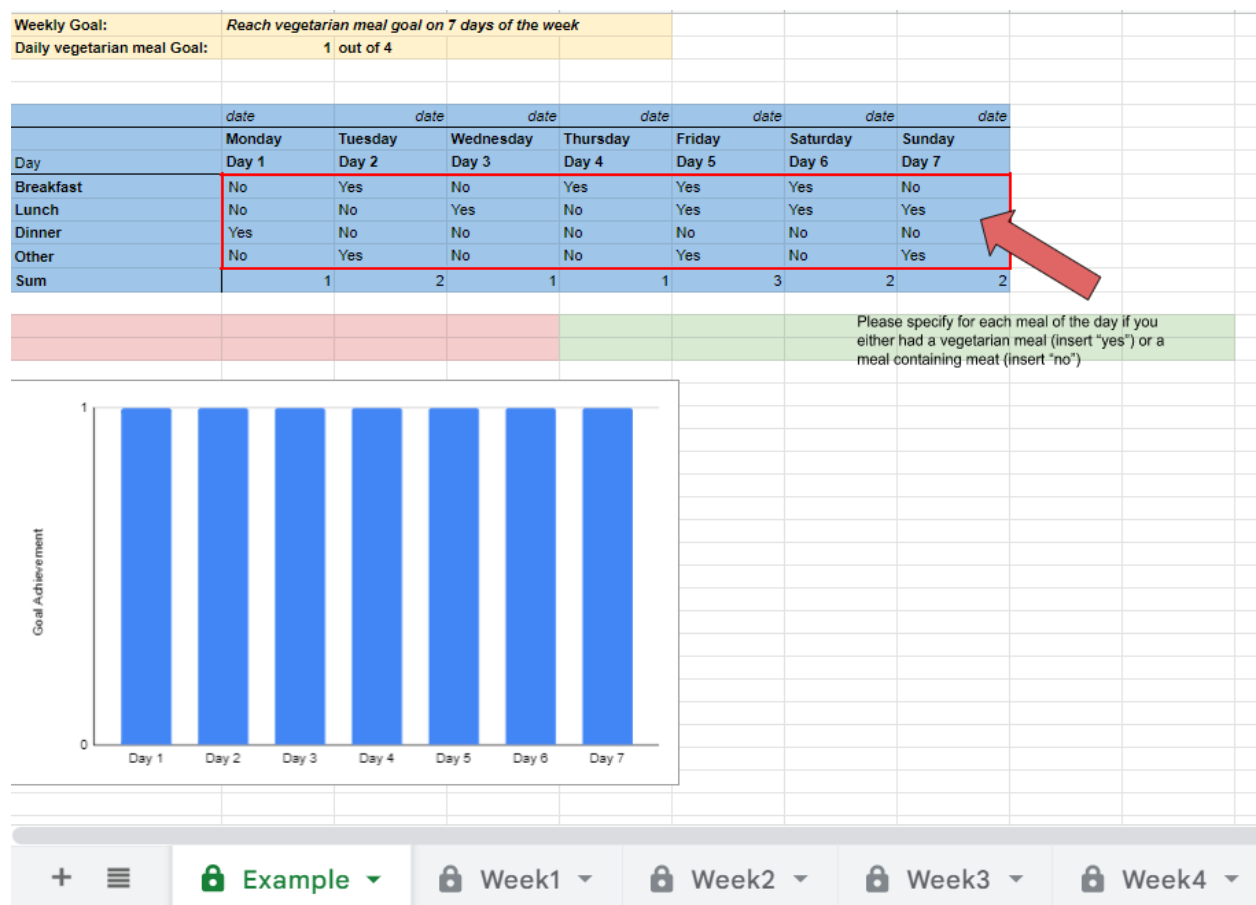 Weekly Goal: Reach vegetarian meal goal on 7 days of the week
Daily vegetarian meal Goal: 1 out of 4
date date date date date date date
Monday Tuesday Wednesday Thursday Friday Saturday Sunday
Day Day 1 Day 2 Day 3 Day 4 Day 5 Day 6 Day 7
Breakfast No Yes No Yes Yes Yes No
Lunch No No Yes No Yes Yes Yes
Dinner Yes No No No No No No
Other No Yes No No Yes No Yes
Sum 1 2 1 1 3 2 2
Please specify for each meal of the day if you
either had a vegetarian meal (insert “yes”) or a
meal containing meat (insert “no”)
1
Goal Achievement
0
Day 1 Day 2 Day 3 Day 4 Day 5 Day 6 Day 7
Example Week1 Week2 Week3 Week4